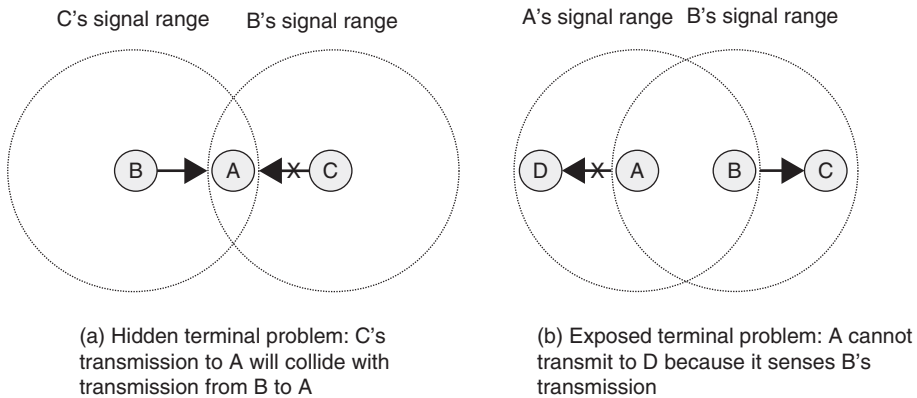 C's signal range
B's signal range
B
A
X
C
(a) Hidden terminal problem: C's
transmission to A will collide with
transmission from B to A
A's signal range
B's signal range
D
X
A
B
C
(b) Exposed terminal problem: A cannot
transmit to D because it senses B's
transmission